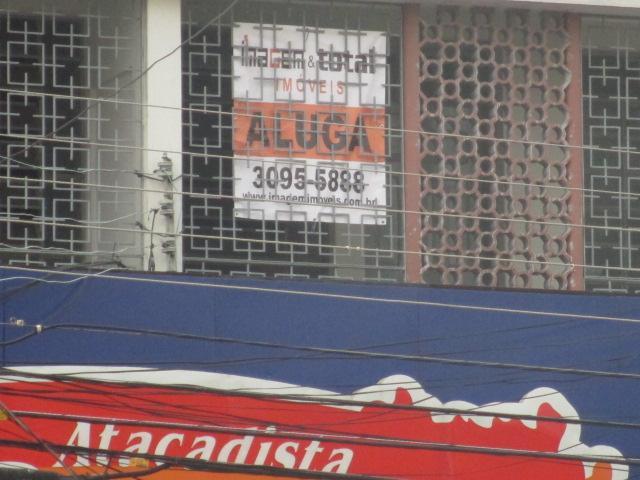 imagem & total
IMÓVEIS
ALUGA
3095-5888
www.imagemimoveis.com.br
Atacadista